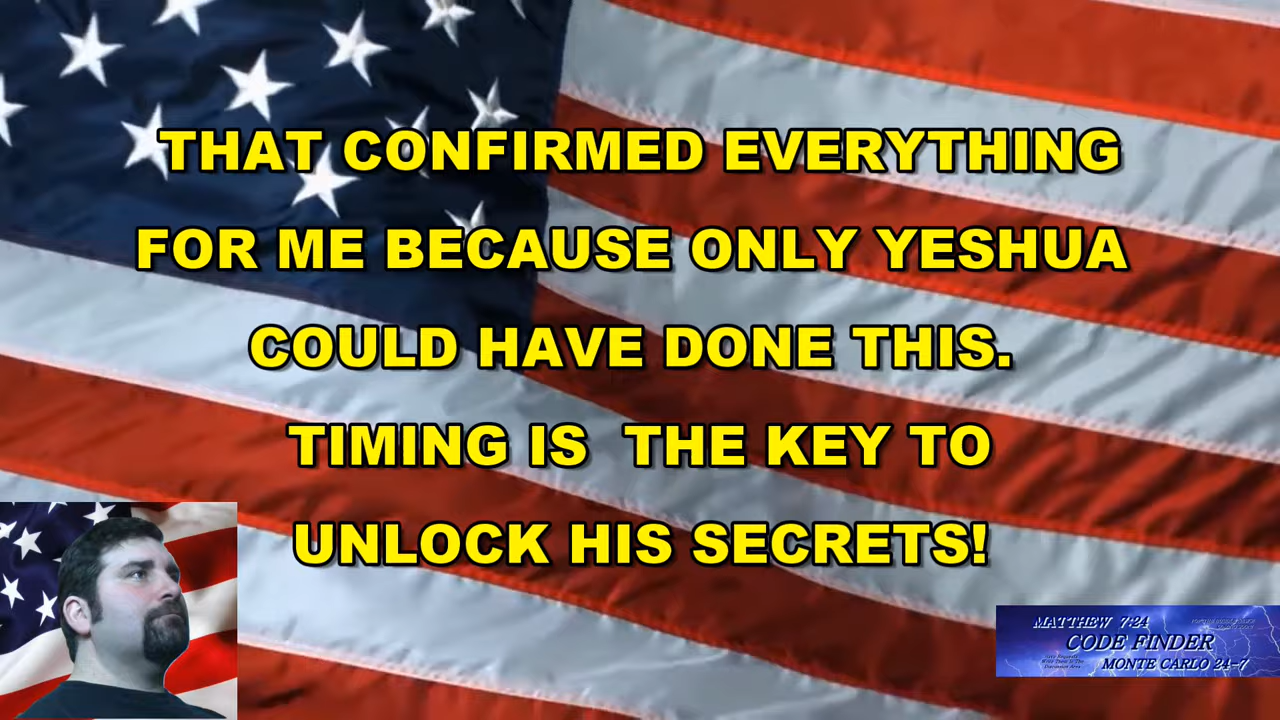 THAT CONFIRMED EVERYTHING
FOR ME BECAUSE ONLY YESHUA
COULD HAVE DONE THIS.
TIMING IS THE KEY TO
UNLOCK HIS SECRETS!
MATTHEW 7:24
CODE FINDER
MONTE CARLO 24-7